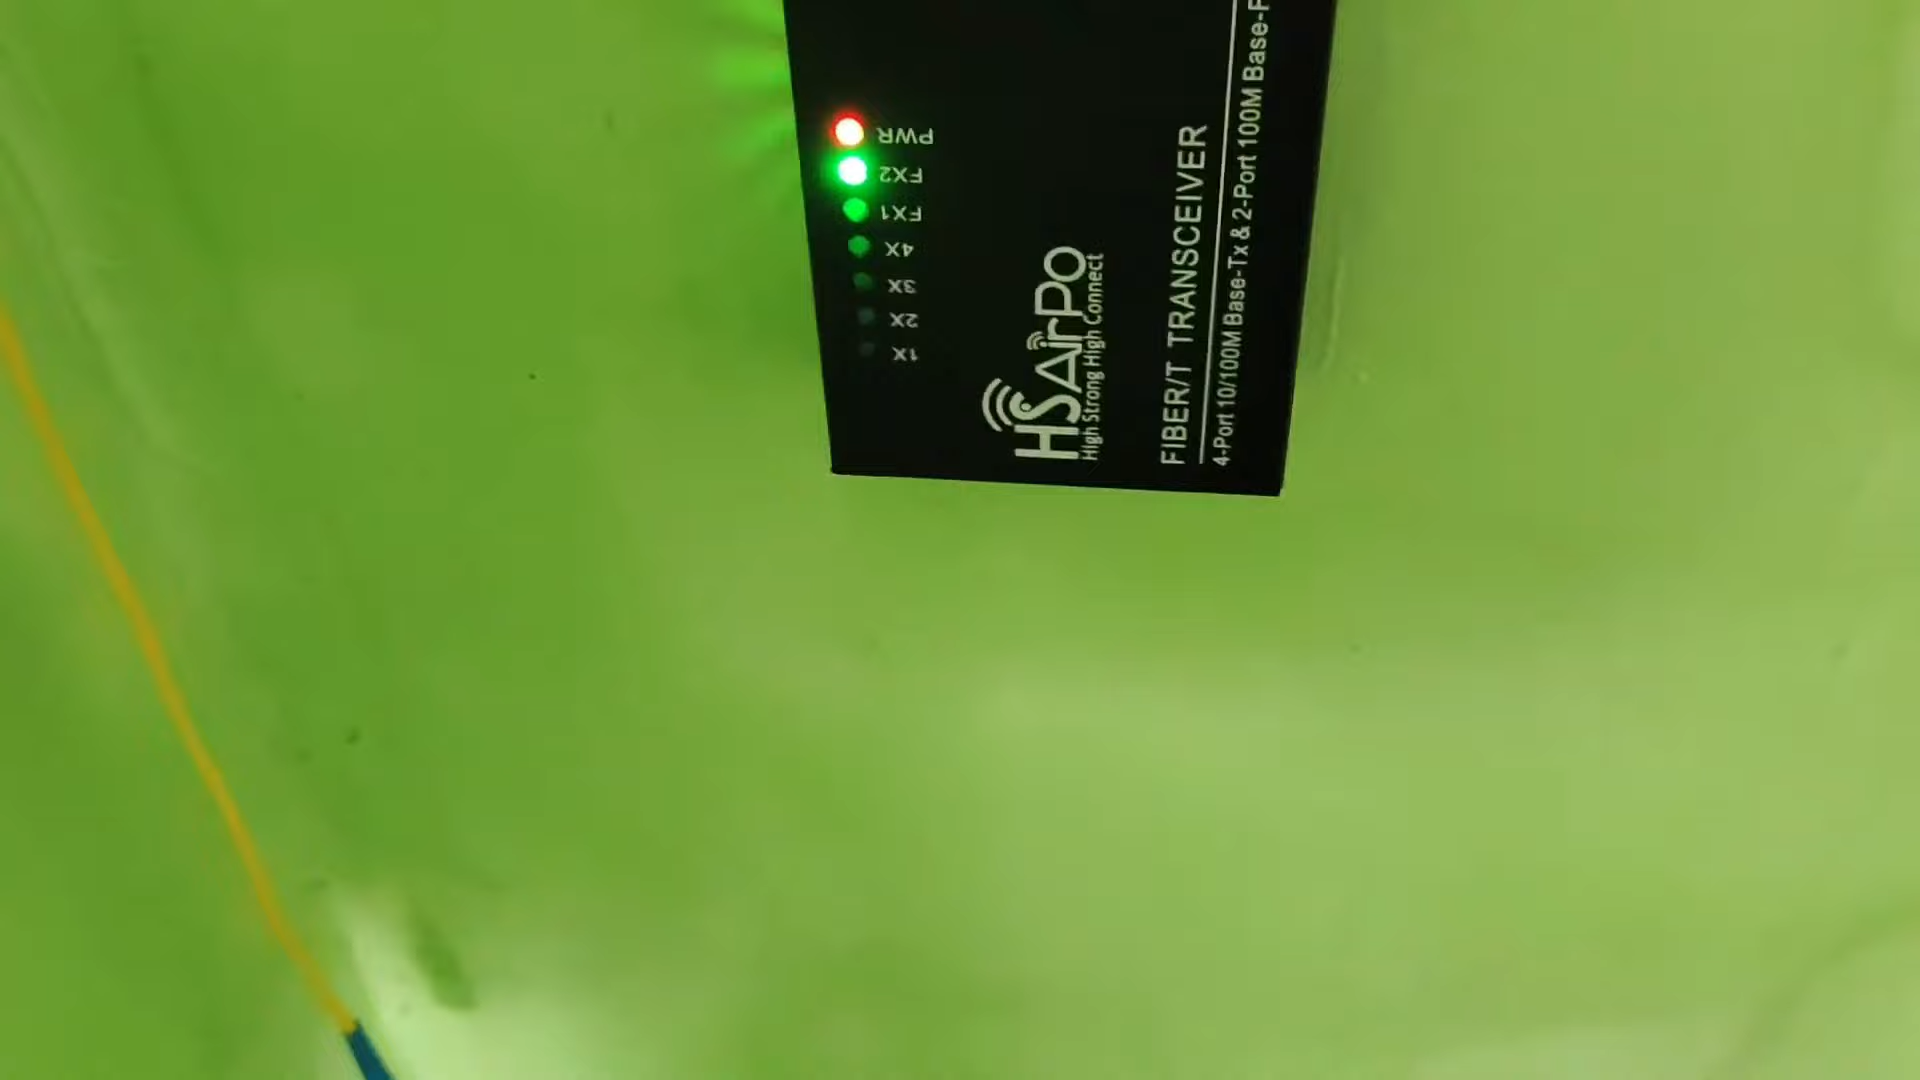 PWR
FX2
FX1
4X
3X
2X
1X
HSAirPo
High Strong High Connect
FIBER/T TRANSCEIVER
4-Port 10/100M Base-Tx & 2-Port 100M Base-F